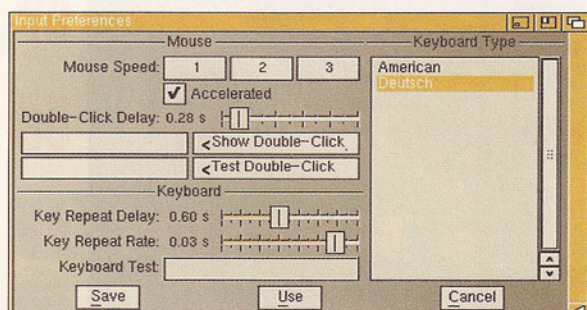 Input Preferences
Mouse
Mouse Speed: 1 2 3
Accelerated
Double-Click Delay: 0.28 s
<Show Double-Click
<Test Double-Click
Keyboard
Key Repeat Delay: 0.60 s
Key Repeat Rate: 0.03 s
Keyboard Test:
Keyboard Type
American
Deutsch
Save Use Cancel